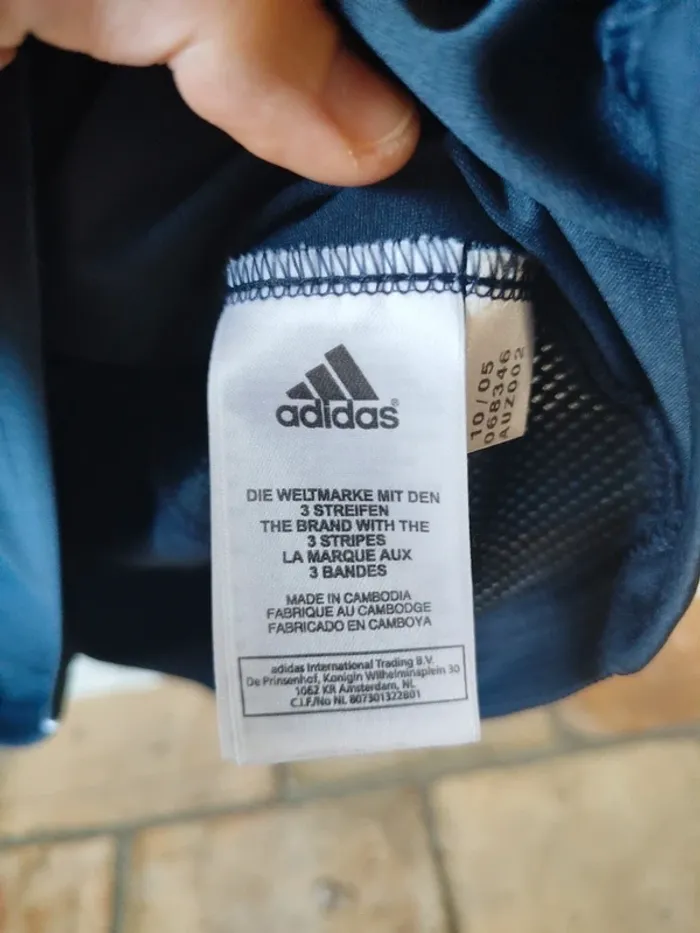 adidas®
DIE WELTMARKE MIT DEN
3 STREIFEN
THE BRAND WITH THE
3 STRIPES
LA MARQUE AUX
3 BANDES
MADE IN CAMBODIA
FABRIQUE AU CAMBODGE
FABRICADO EN CAMBOYA
adidas International Trading B.V.
De Prinsenhof, Konigin Wilhelminaplein 30
1062 KR Amsterdam, NL
C.I.F./No NL 807301322B01
10/05
068346
AUZ002